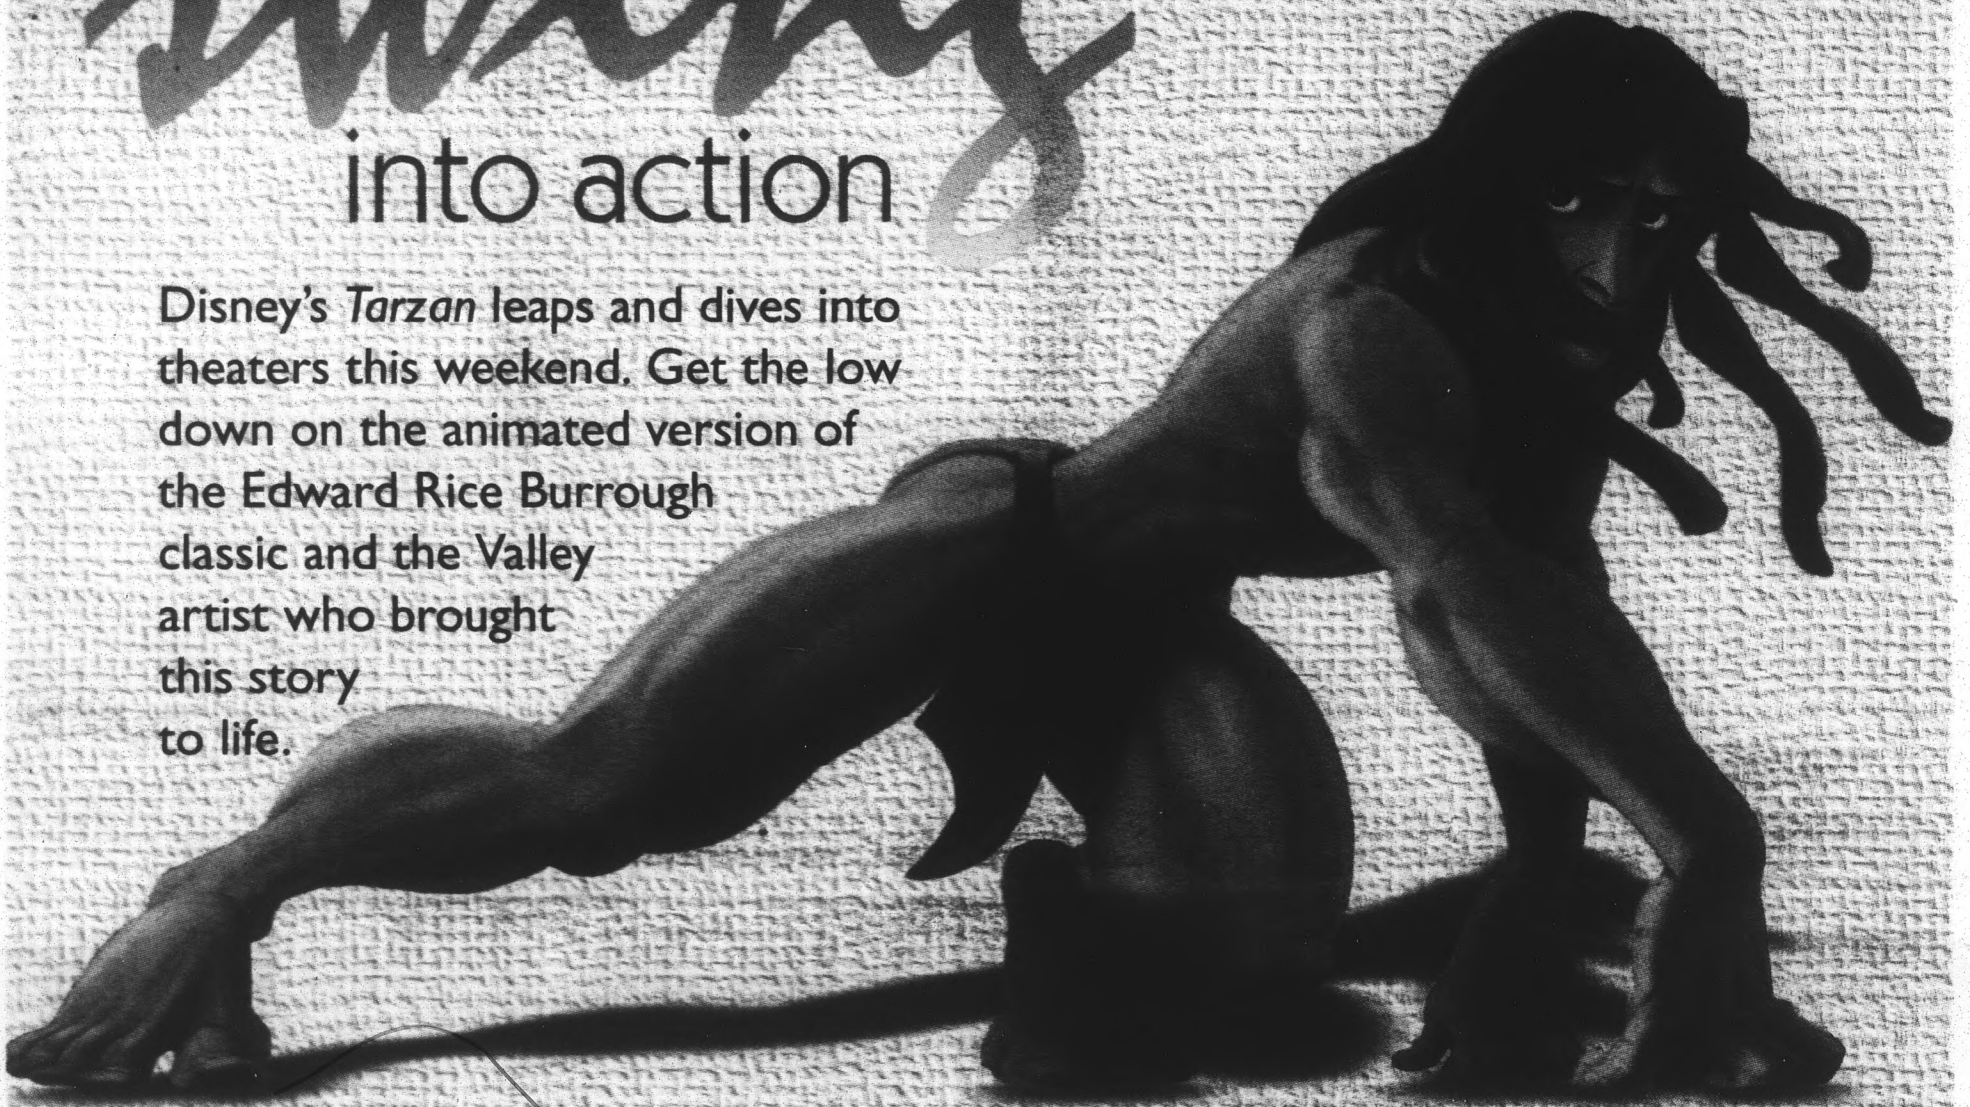 swing
into action
Disney's Tarzan leaps and dives into
theaters this weekend. Get the low
down on the animated version of
the Edward Rice Burrough
classic and the Valley
artist who brought
this story
to life.